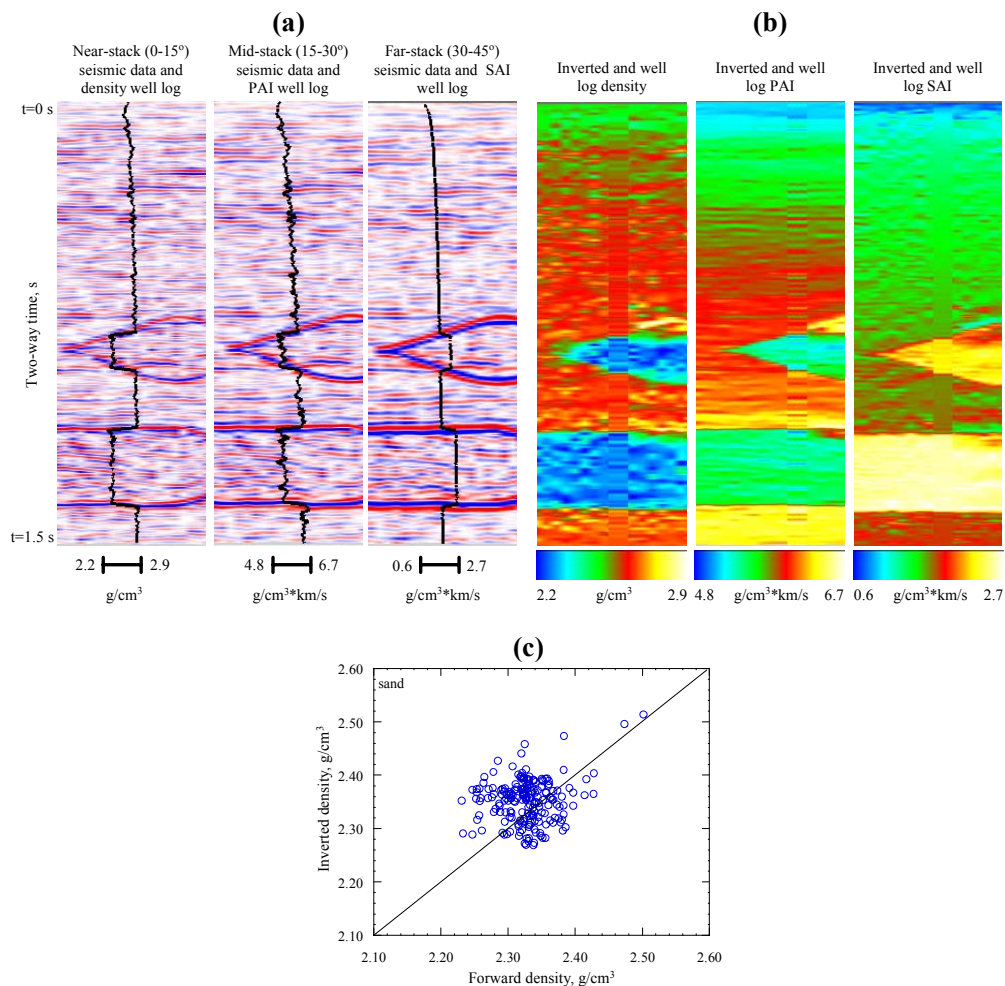 (a)
(b)
Near-stack (0-15º)
seismic data and
density well log
Mid-stack (15-30º)
seismic data and
PAI well log
Far-stack (30-45º)
seismic data and SAI
well log
Inverted and well
log density
Inverted and well
log PAI
Inverted and well
log SAI
t=0 s
Two-way time, s
t=1.5 s
2.2 2.9
g/cm³
4.8 6.7
g/cm³*km/s
0.6 2.7
g/cm³*km/s
2.2 g/cm³ 2.9
4.8 g/cm³*km/s 6.7
0.6 g/cm³*km/s 2.7
(c)
sand
2.60
2.50
2.40
2.30
2.20
2.10
Inverted density, g/cm³
2.10 2.20 2.30 2.40 2.50 2.60
Forward density, g/cm³